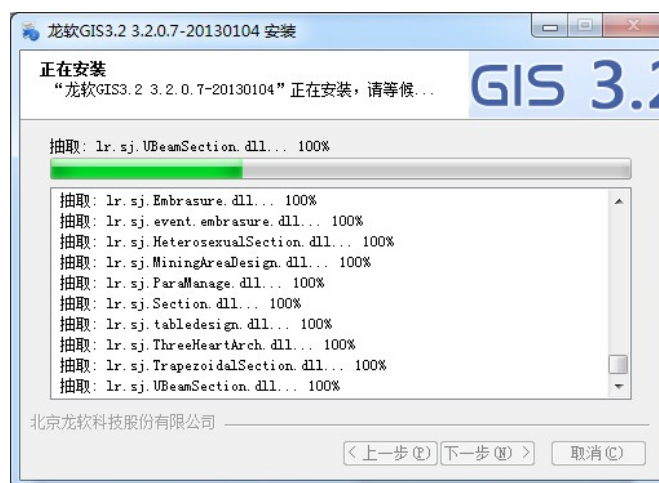 龙软GIS3.2 3.2.0.7-20130104 安装
正在安装
“龙软GIS3.2 3.2.0.7-20130104”正在安装，请等候...
GIS 3.2
抽取: lr.sj.UBeamSection.dll... 100%
抽取: lr.sj.Embrasure.dll... 100%
抽取: lr.sj.event.embrasure.dll... 100%
抽取: lr.sj.HeterosexualSection.dll... 100%
抽取: lr.sj.MiningAreaDesign.dll... 100%
抽取: lr.sj.ParaManage.dll... 100%
抽取: lr.sj.Section.dll... 100%
抽取: lr.sj.tabledesign.dll... 100%
抽取: lr.sj.ThreeHeartArch.dll... 100%
抽取: lr.sj.TrapezoidalSection.dll... 100%
抽取: lr.sj.UBeamSection.dll... 100%
北京龙软科技股份有限公司
< 上一步(P) 下一步(N) > 取消(C)